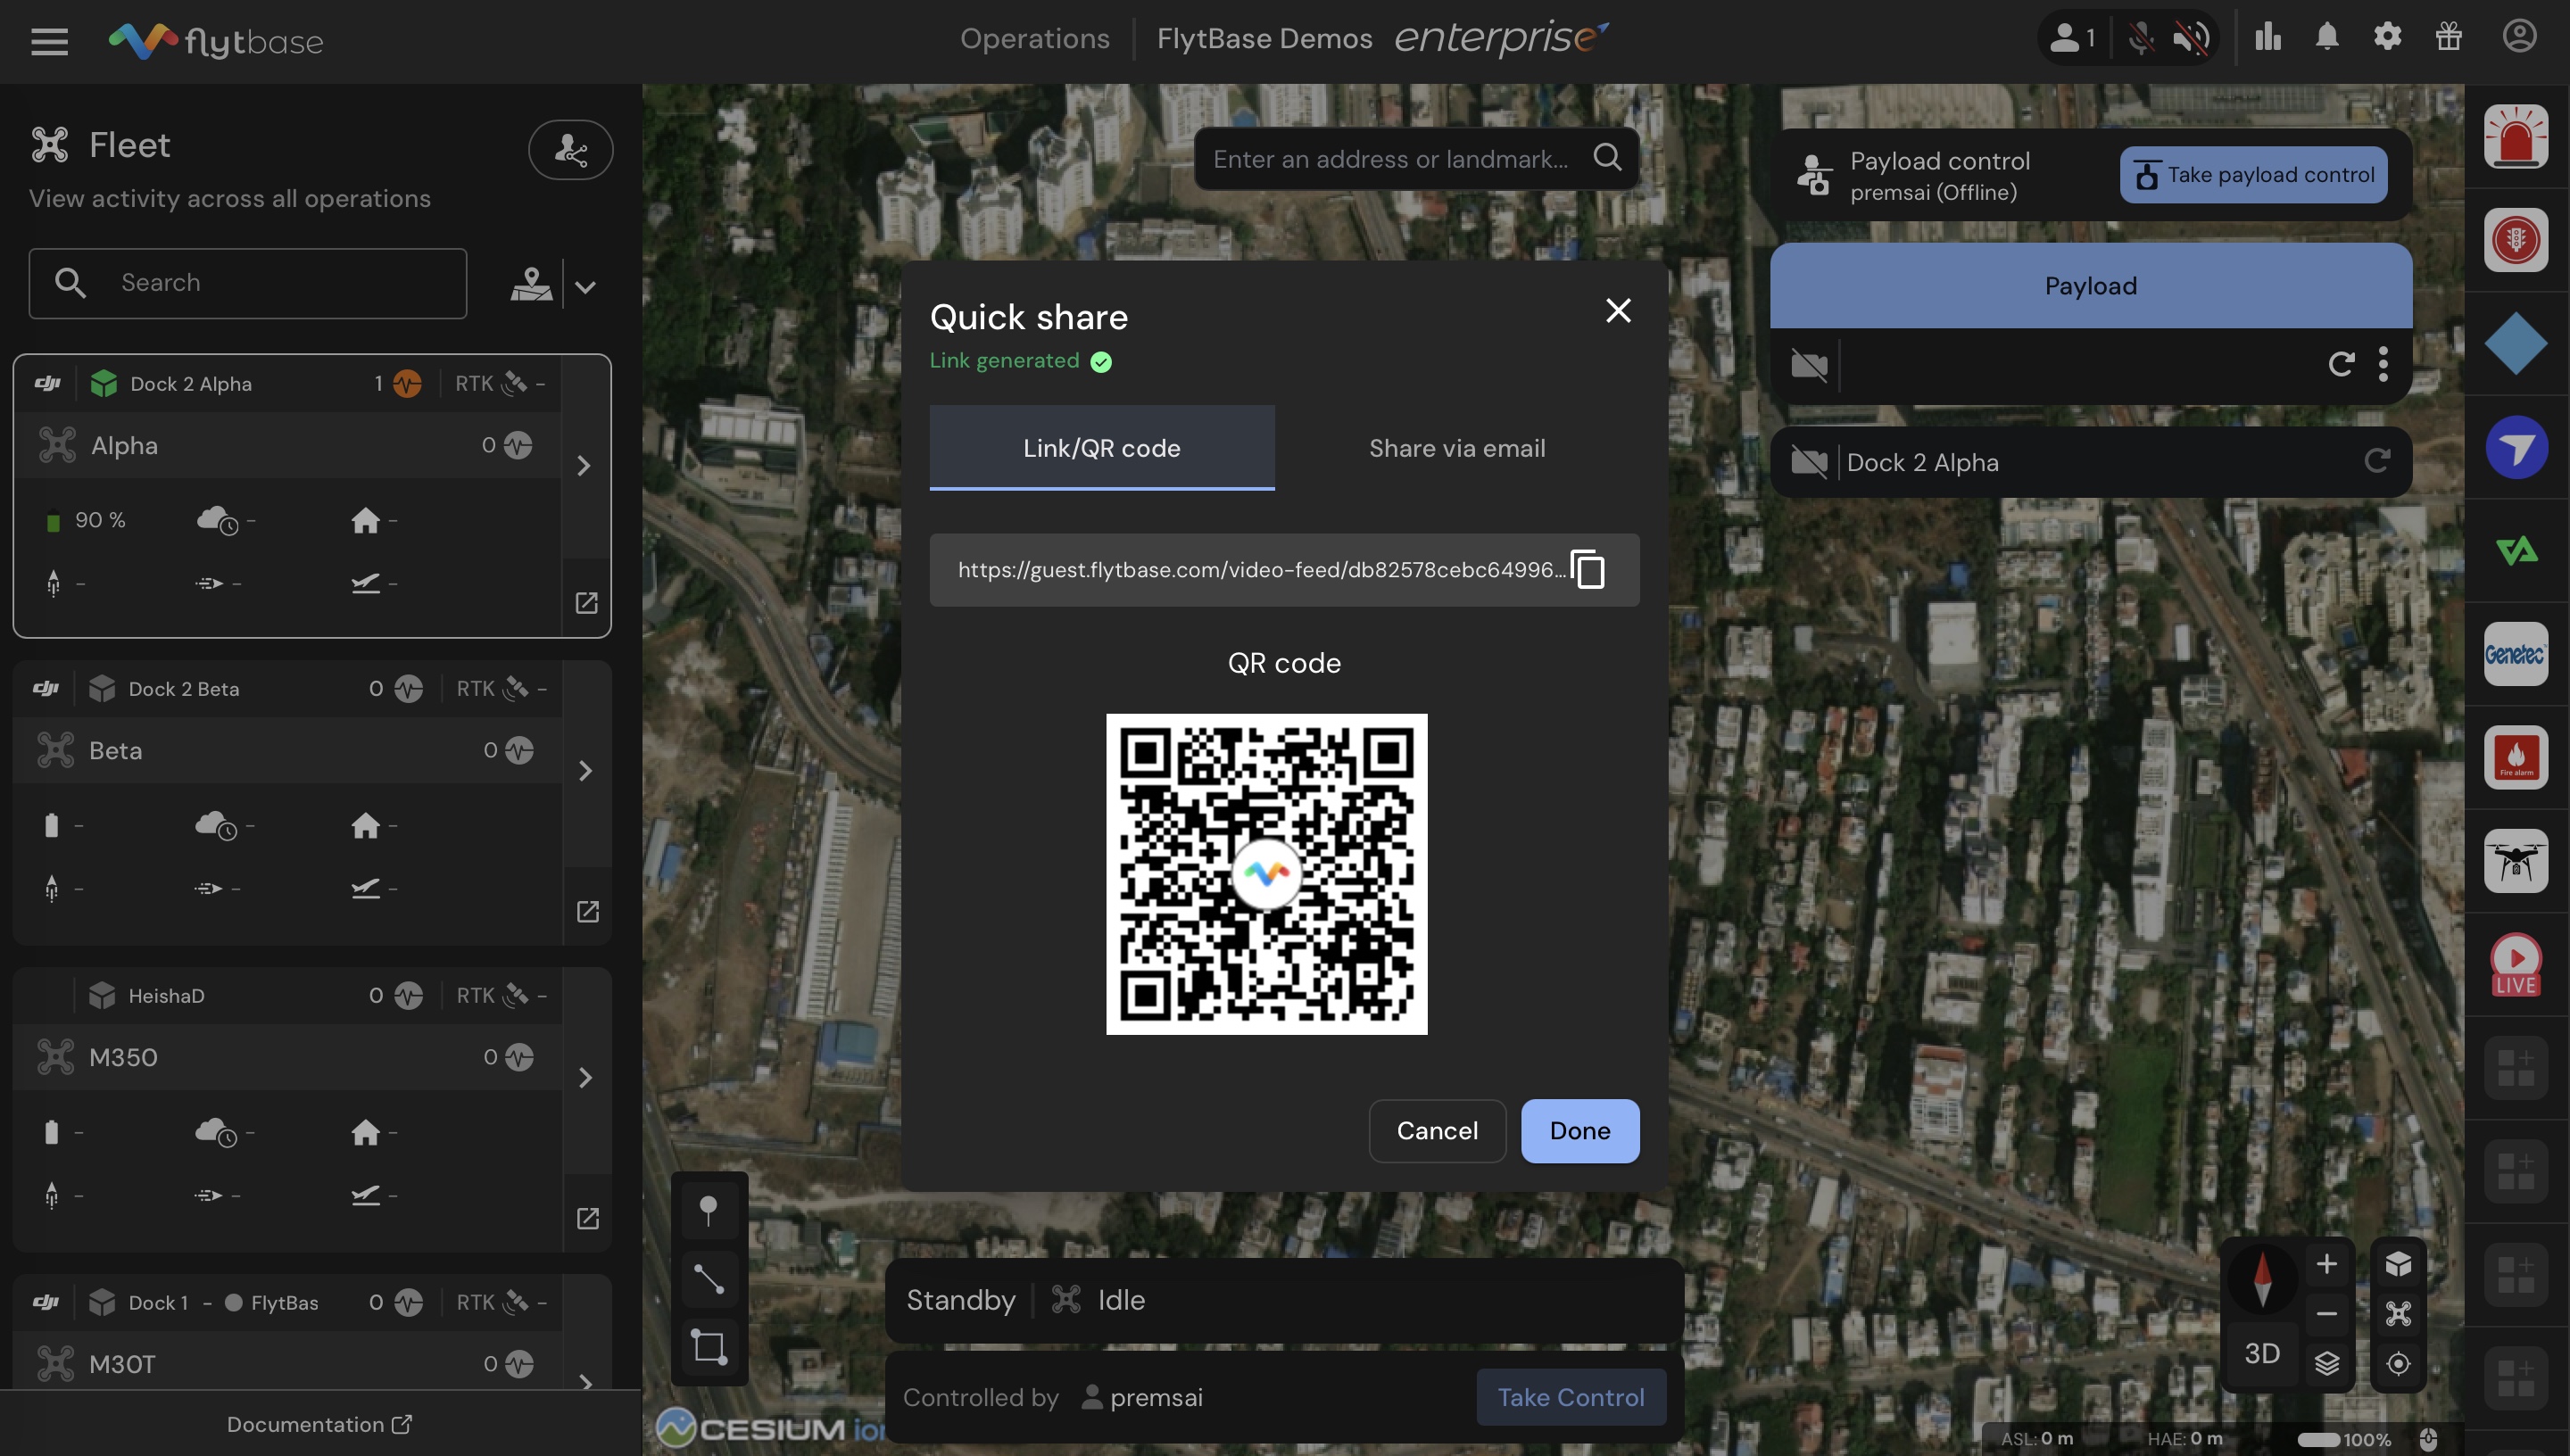 flytbase
Operations
FlytBase Demos
enterprise
1
Fleet
View activity across all operations
Search
dji
Dock 2 Alpha
1
RTK
-
Alpha
0
90 %
-
-
-
-
-
dji
Dock 2 Beta
0
RTK
-
Beta
0
-
-
-
-
-
-
HeishaD
0
RTK
-
M350
0
-
-
-
-
-
-
dji
Dock 1 - FlytBas
0
RTK
-
M30T
0
Documentation
Enter an address or landmark...
Quick share
Link generated
Link/QR code
Share via email
https://guest.flytbase.com/video-feed/db82578cebc64996...
QR code
Cancel
Done
Standby
Idle
Controlled by
premsai
Take Control
CESIUM ion
Payload control
premsai (Offline)
Take payload control
Payload
Dock 2 Alpha
Genetec
Fire alarm
LIVE
3D
ASL: 0 m
HAE: 0 m
100%